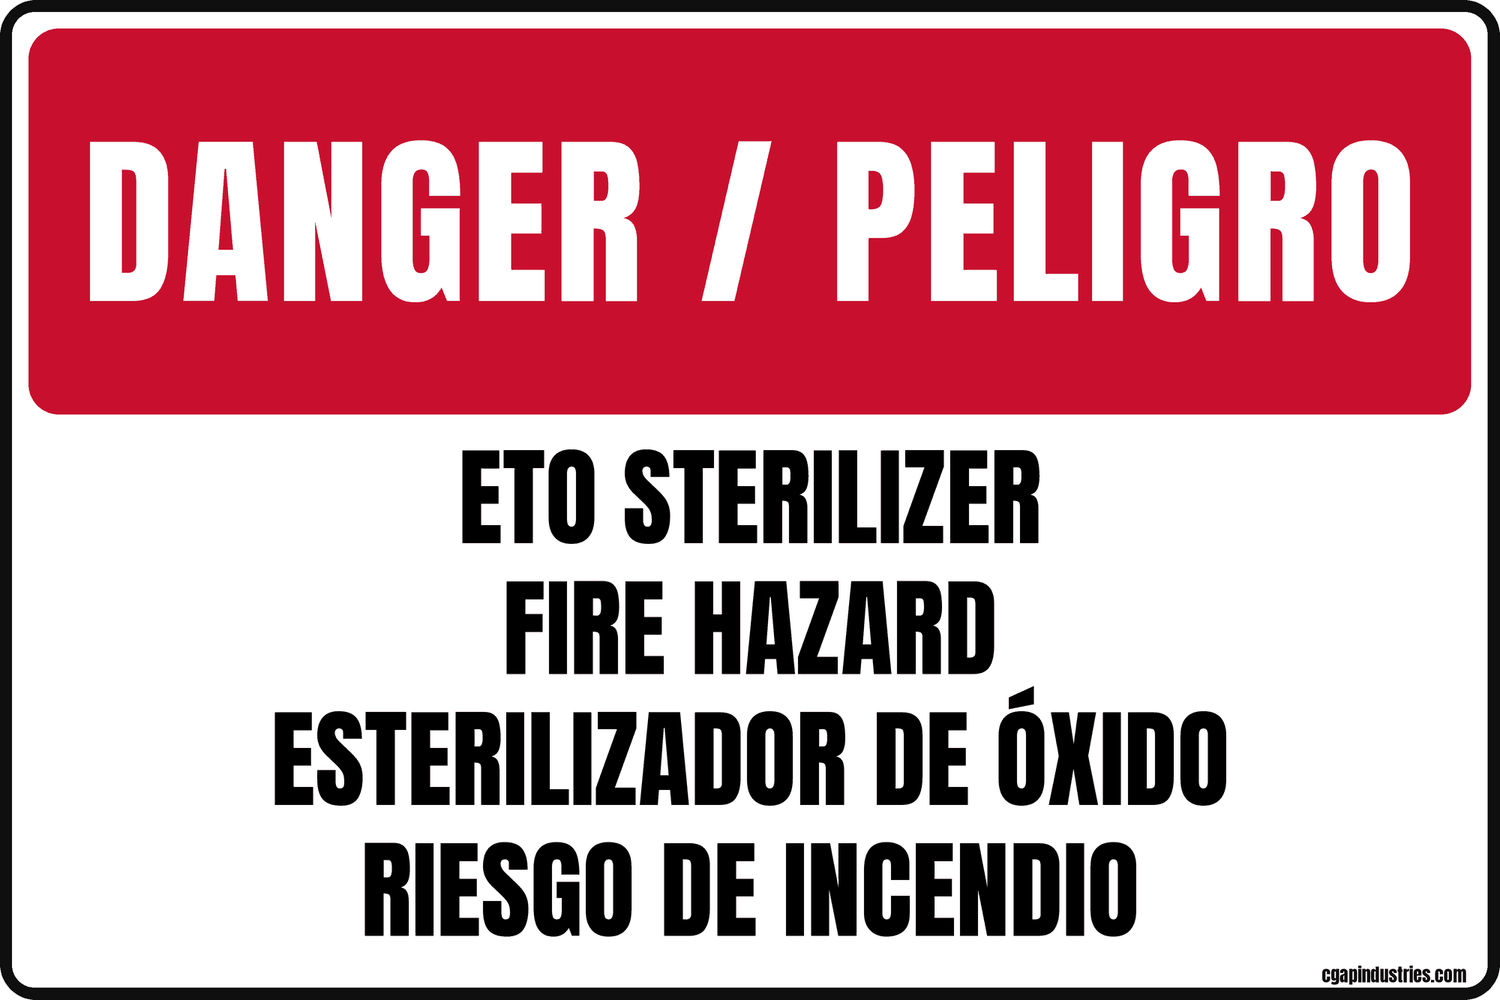 DANGER / PELIGRO
ETO STERILIZER
FIRE HAZARD
ESTERILIZADOR DE ÓXIDO
RIESGO DE INCENDIO
cgapindustries.com